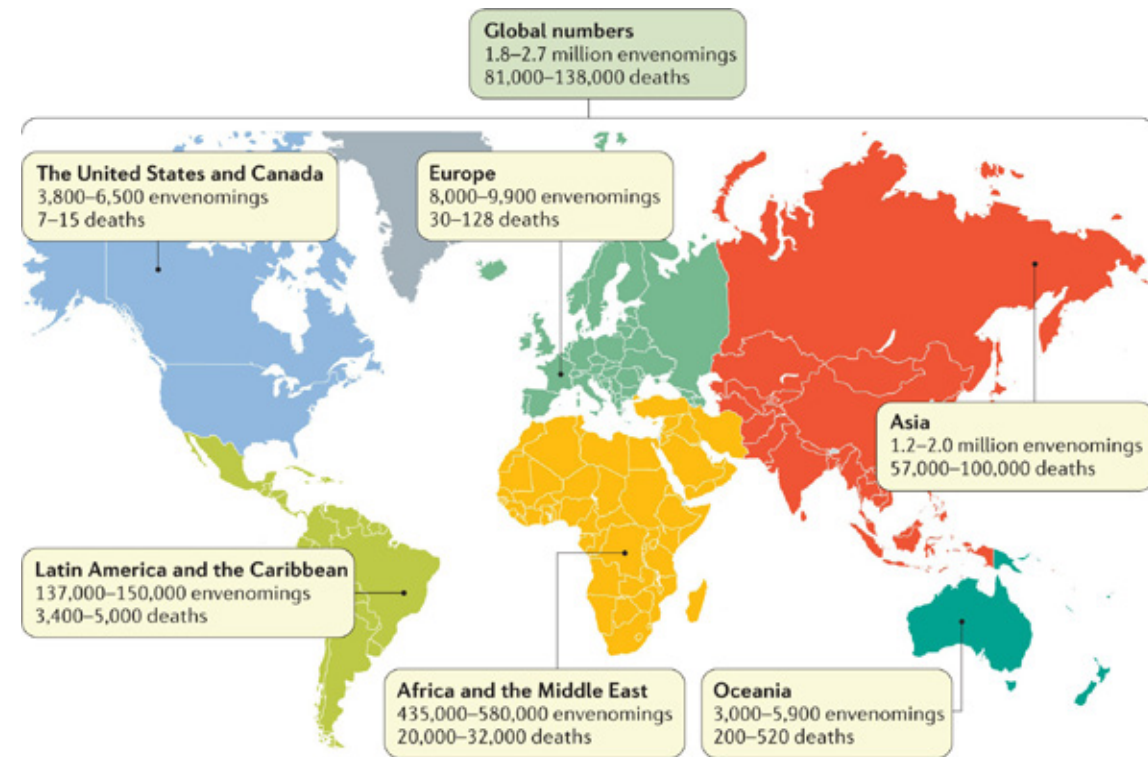 Global numbers
1.8–2.7 million envenomings
81,000–138,000 deaths
The United States and Canada
3,800–6,500 envenomings
7–15 deaths
Europe
8,000–9,900 envenomings
30–128 deaths
Asia
1.2–2.0 million envenomings
57,000–100,000 deaths
Latin America and the Caribbean
137,000–150,000 envenomings
3,400–5,000 deaths
Africa and the Middle East
435,000–580,000 envenomings
20,000–32,000 deaths
Oceania
3,000–5,900 envenomings
200–520 deaths